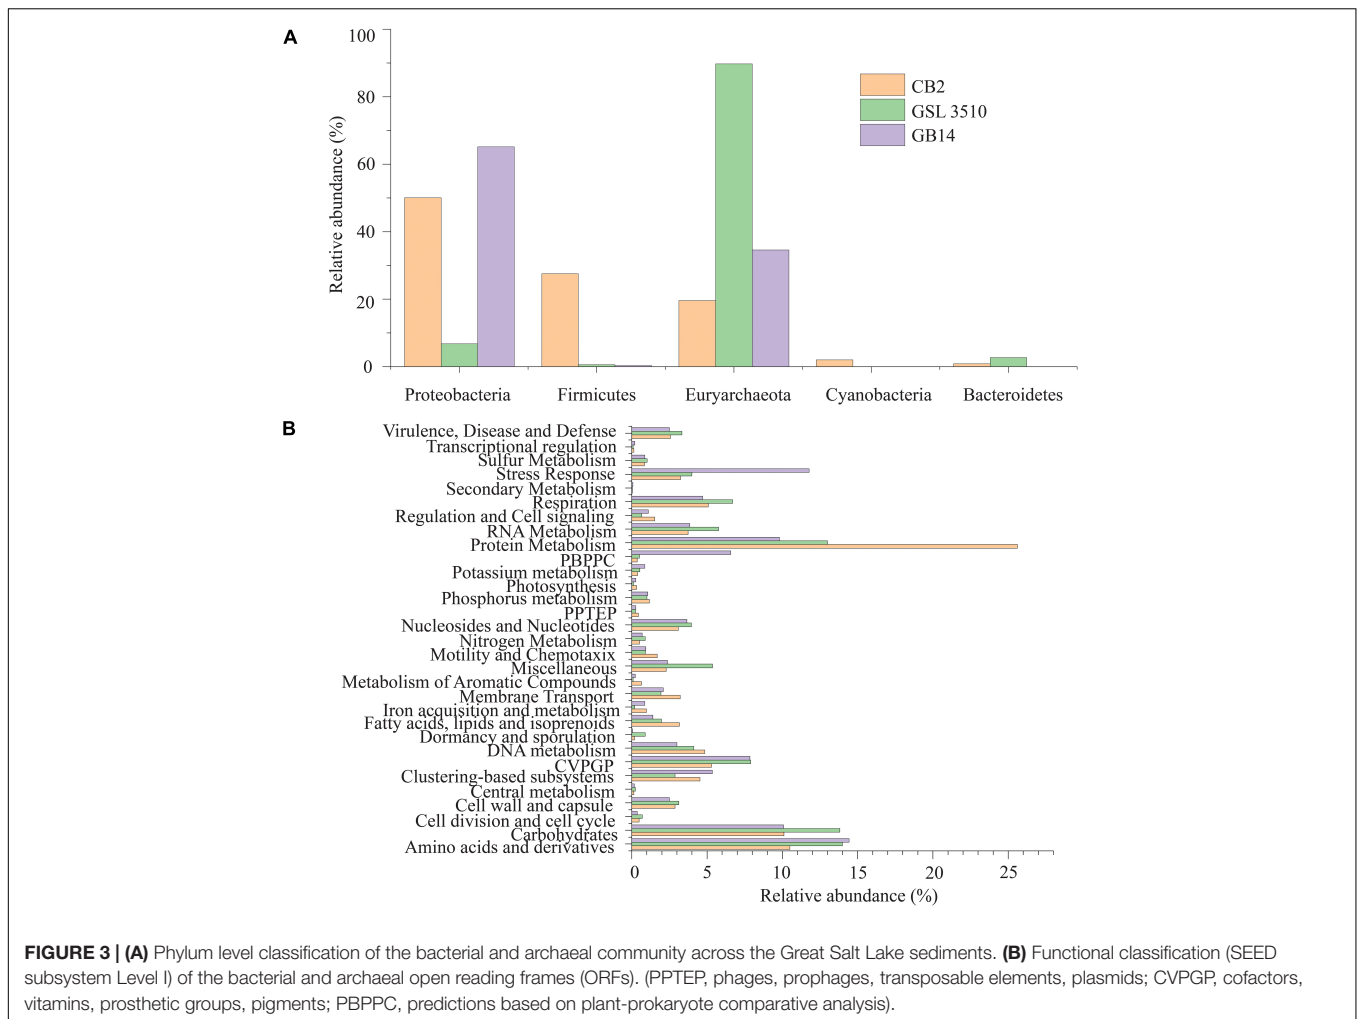 A
100
80
60
40
20
0
Relative abundance (%)
CB2
GSL 3510
GB14
Proteobacteria
Firmicutes
Euryarchaeota
Cyanobacteria
Bacteroidetes
B
Virulence, Disease and Defense
Transcriptional regulation
Sulfur Metabolism
Stress Response
Secondary Metabolism
Respiration
Regulation and Cell signaling
RNA Metabolism
Protein Metabolism
PBPPC
Potassium metabolism
Photosynthesis
Phosphorus metabolism
PPTEP
Nucleosides and Nucleotides
Nitrogen Metabolism
Motility and Chemotaxix
Miscellaneous
Metabolism of Aromatic Compounds
Membrane Transport
Iron acquisition and metabolism
Fatty acids, lipids and isoprenoids
Dormancy and sporulation
DNA metabolism
CVPGP
Clustering-based subsystems
Central metabolism
Cell wall and capsule
Cell division and cell cycle
Carbohydrates
Amino acids and derivatives
0 5 10 15 20 25
Relative abundance (%)
FIGURE 3 | (A) Phylum level classification of the bacterial and archaeal community across the Great Salt Lake sediments. (B) Functional classification (SEED
subsystem Level I) of the bacterial and archaeal open reading frames (ORFs). (PPTEP, phages, prophages, transposable elements, plasmids; CVPGP, cofactors,
vitamins, prosthetic groups, pigments; PBPPC, predictions based on plant-prokaryote comparative analysis).